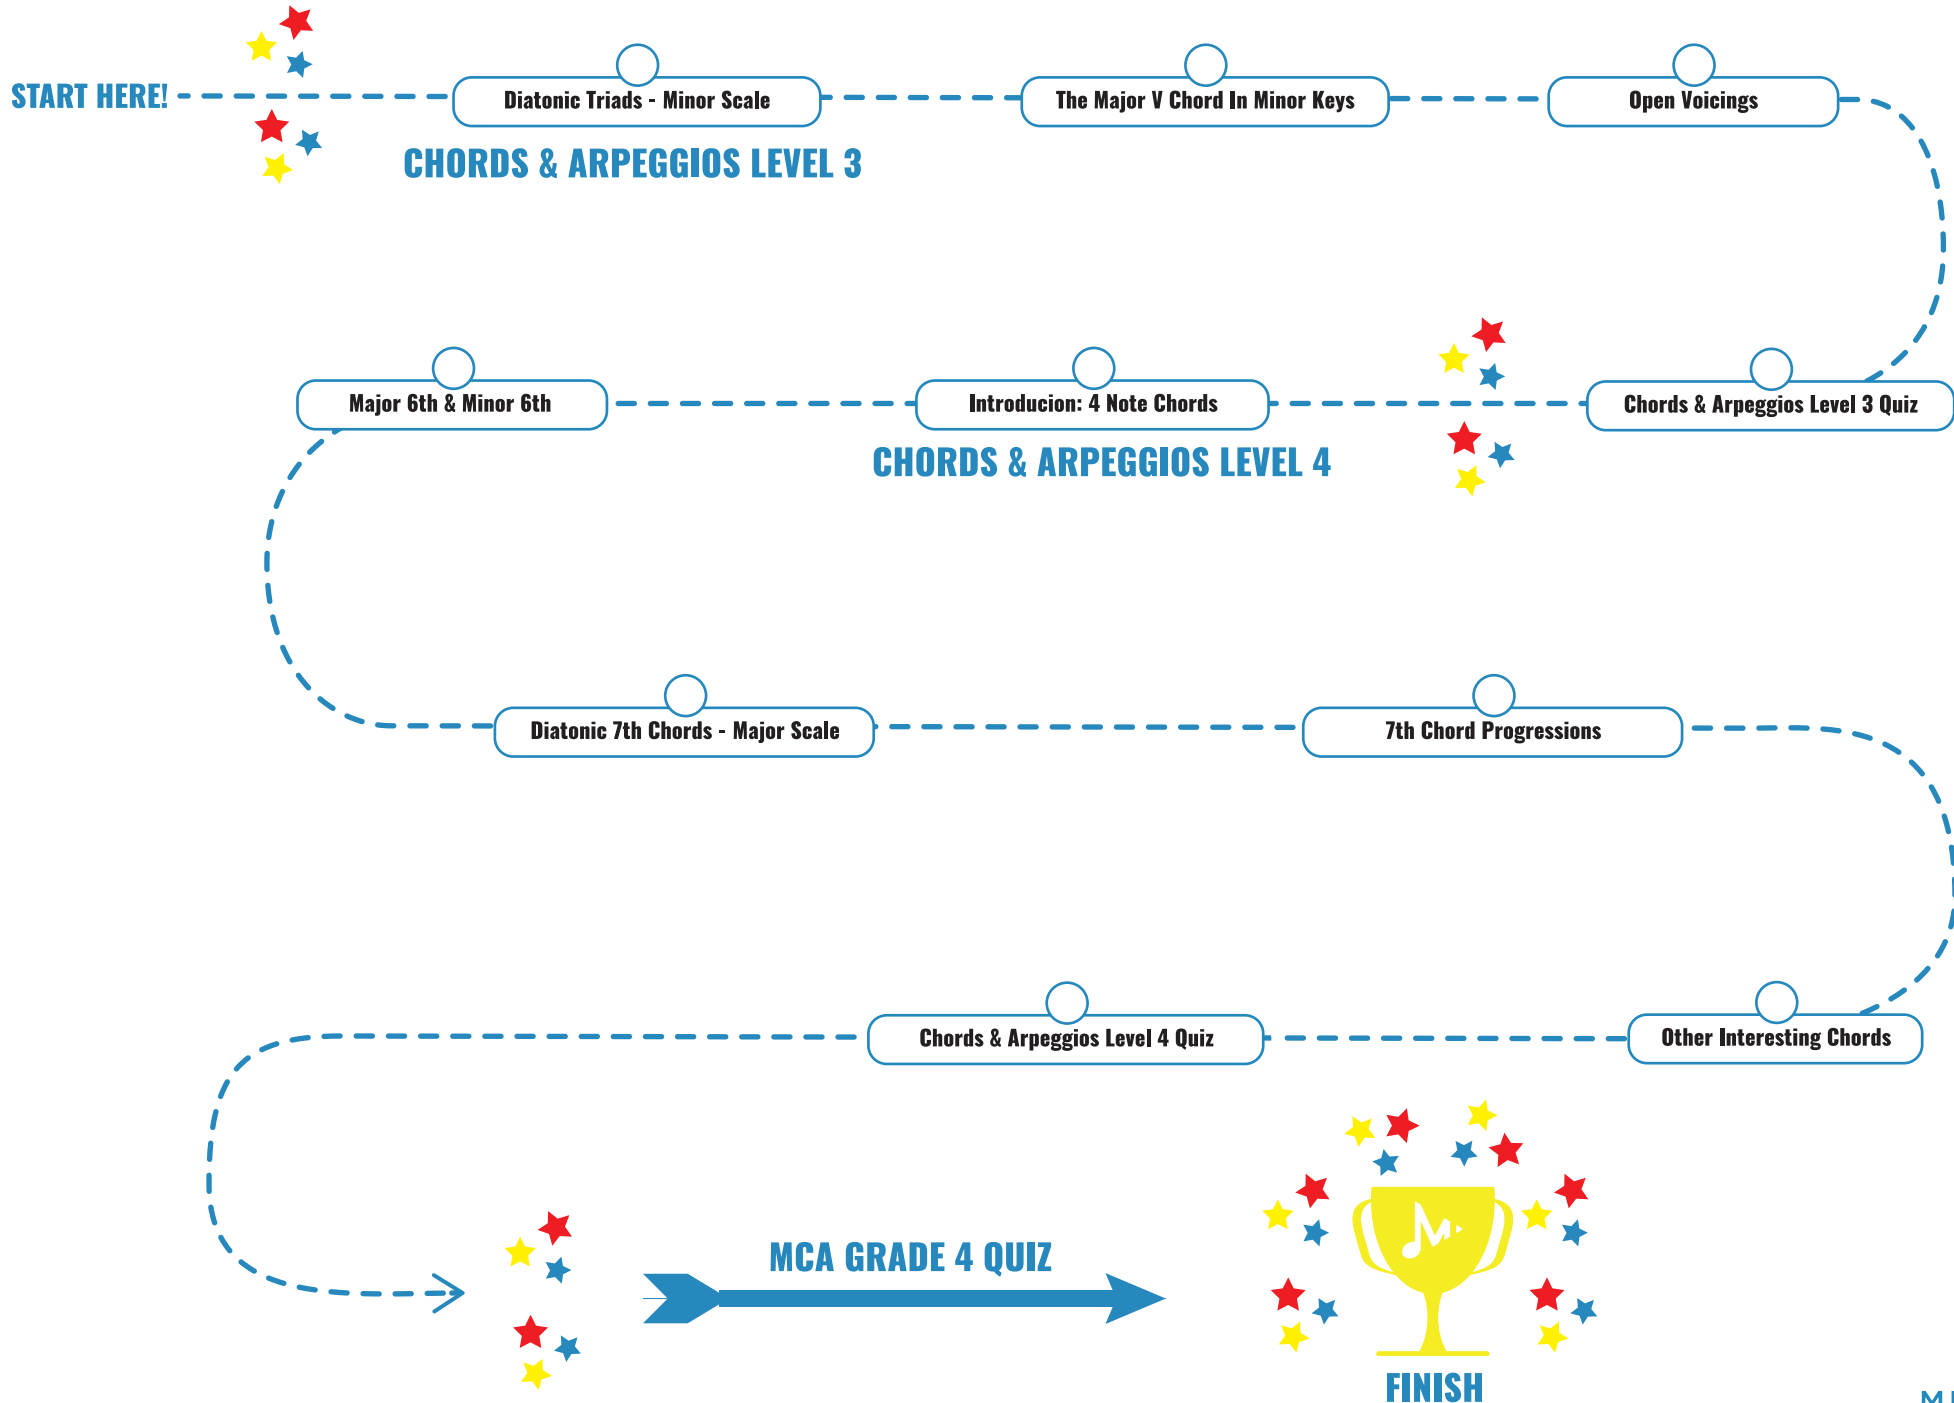 START HERE!
Diatonic Triads - Minor Scale
The Major V Chord In Minor Keys
Open Voicings
CHORDS & ARPEGGIOS LEVEL 3
Chords & Arpeggios Level 3 Quiz
Introducion: 4 Note Chords
Major 6th & Minor 6th
CHORDS & ARPEGGIOS LEVEL 4
Diatonic 7th Chords - Major Scale
7th Chord Progressions
Other Interesting Chords
Chords & Arpeggios Level 4 Quiz
MCA GRADE 4 QUIZ
FINISH